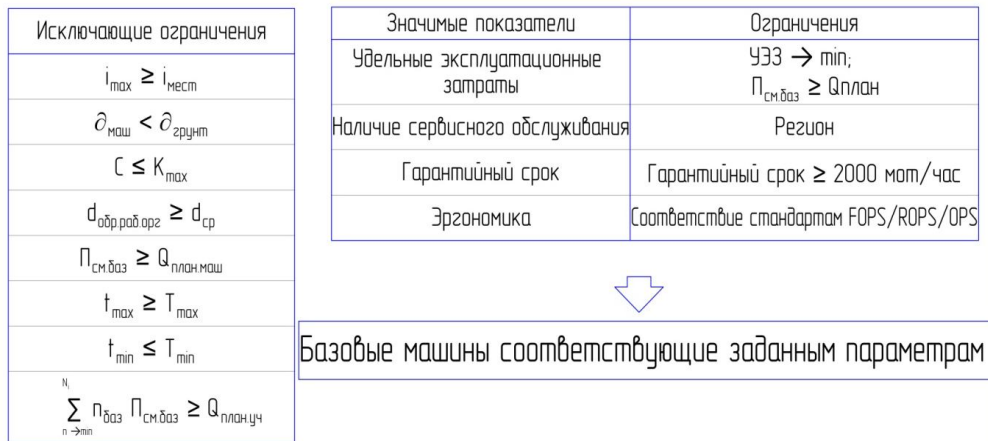 Исключающие ограничения
i_max ≥ i_мест
∂_маш < ∂_грунт
C ≤ K_max
d_обр.раб.орг ≥ d_ср
П_см.баз ≥ Q_план.маш
t_max ≥ T_max
t_min ≤ T_min
N_i
∑ n_баз П_см.баз ≥ Q_план.уч
n →min
Значимые показатели Ограничения
Удельные эксплуатационные УЭЗ → min;
затраты П_см.баз ≥ Qплан
Наличие сервисного обслуживания Регион
Гарантийный срок Гарантийный срок ≥ 2000 мот/час
Эргономика Соответствие стандартам FOPS/ROPS/OPS
Базовые машины соответствующие заданным параметрам